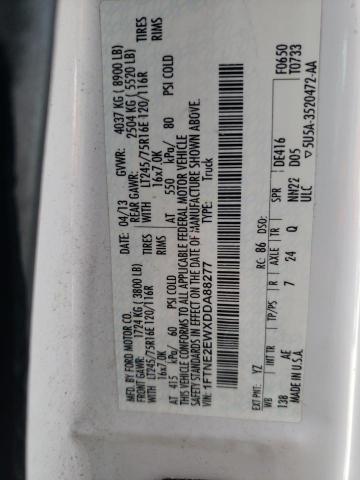 MFD. BY FORD MOTOR CO.
DATE: 04/13 GVWR: 4037 KG ( 8900 LB)
FRONT GAWR: 1724 KG ( 3800 LB) REAR GAWR: 2504 KG ( 5520 LB)
WITH LT245/75R16E 120/116R TIRES WITH LT245/75R16E 120/116R TIRES
16x7.0K RIMS 16x7.0K RIMS
AT 415 kPa/ 60 PSI COLD AT 550 kPa/ 80 PSI COLD
THIS VEHICLE CONFORMS TO ALL APPLICABLE FEDERAL MOTOR VEHICLE
SAFETY STANDARDS IN EFFECT ON THE DATE OF MANUFACTURE SHOWN ABOVE.
VIN: 1FTNE2EWXDDA88277 TYPE: Truck
F0650
T0733
EXT PNT: YZ RC: 86 DSO: DE416
WB INT TR TP/PS R AXLE TR SPR
138 AE 7 24 Q NN22 D05
ULC ▽5U5A-3520472-AA